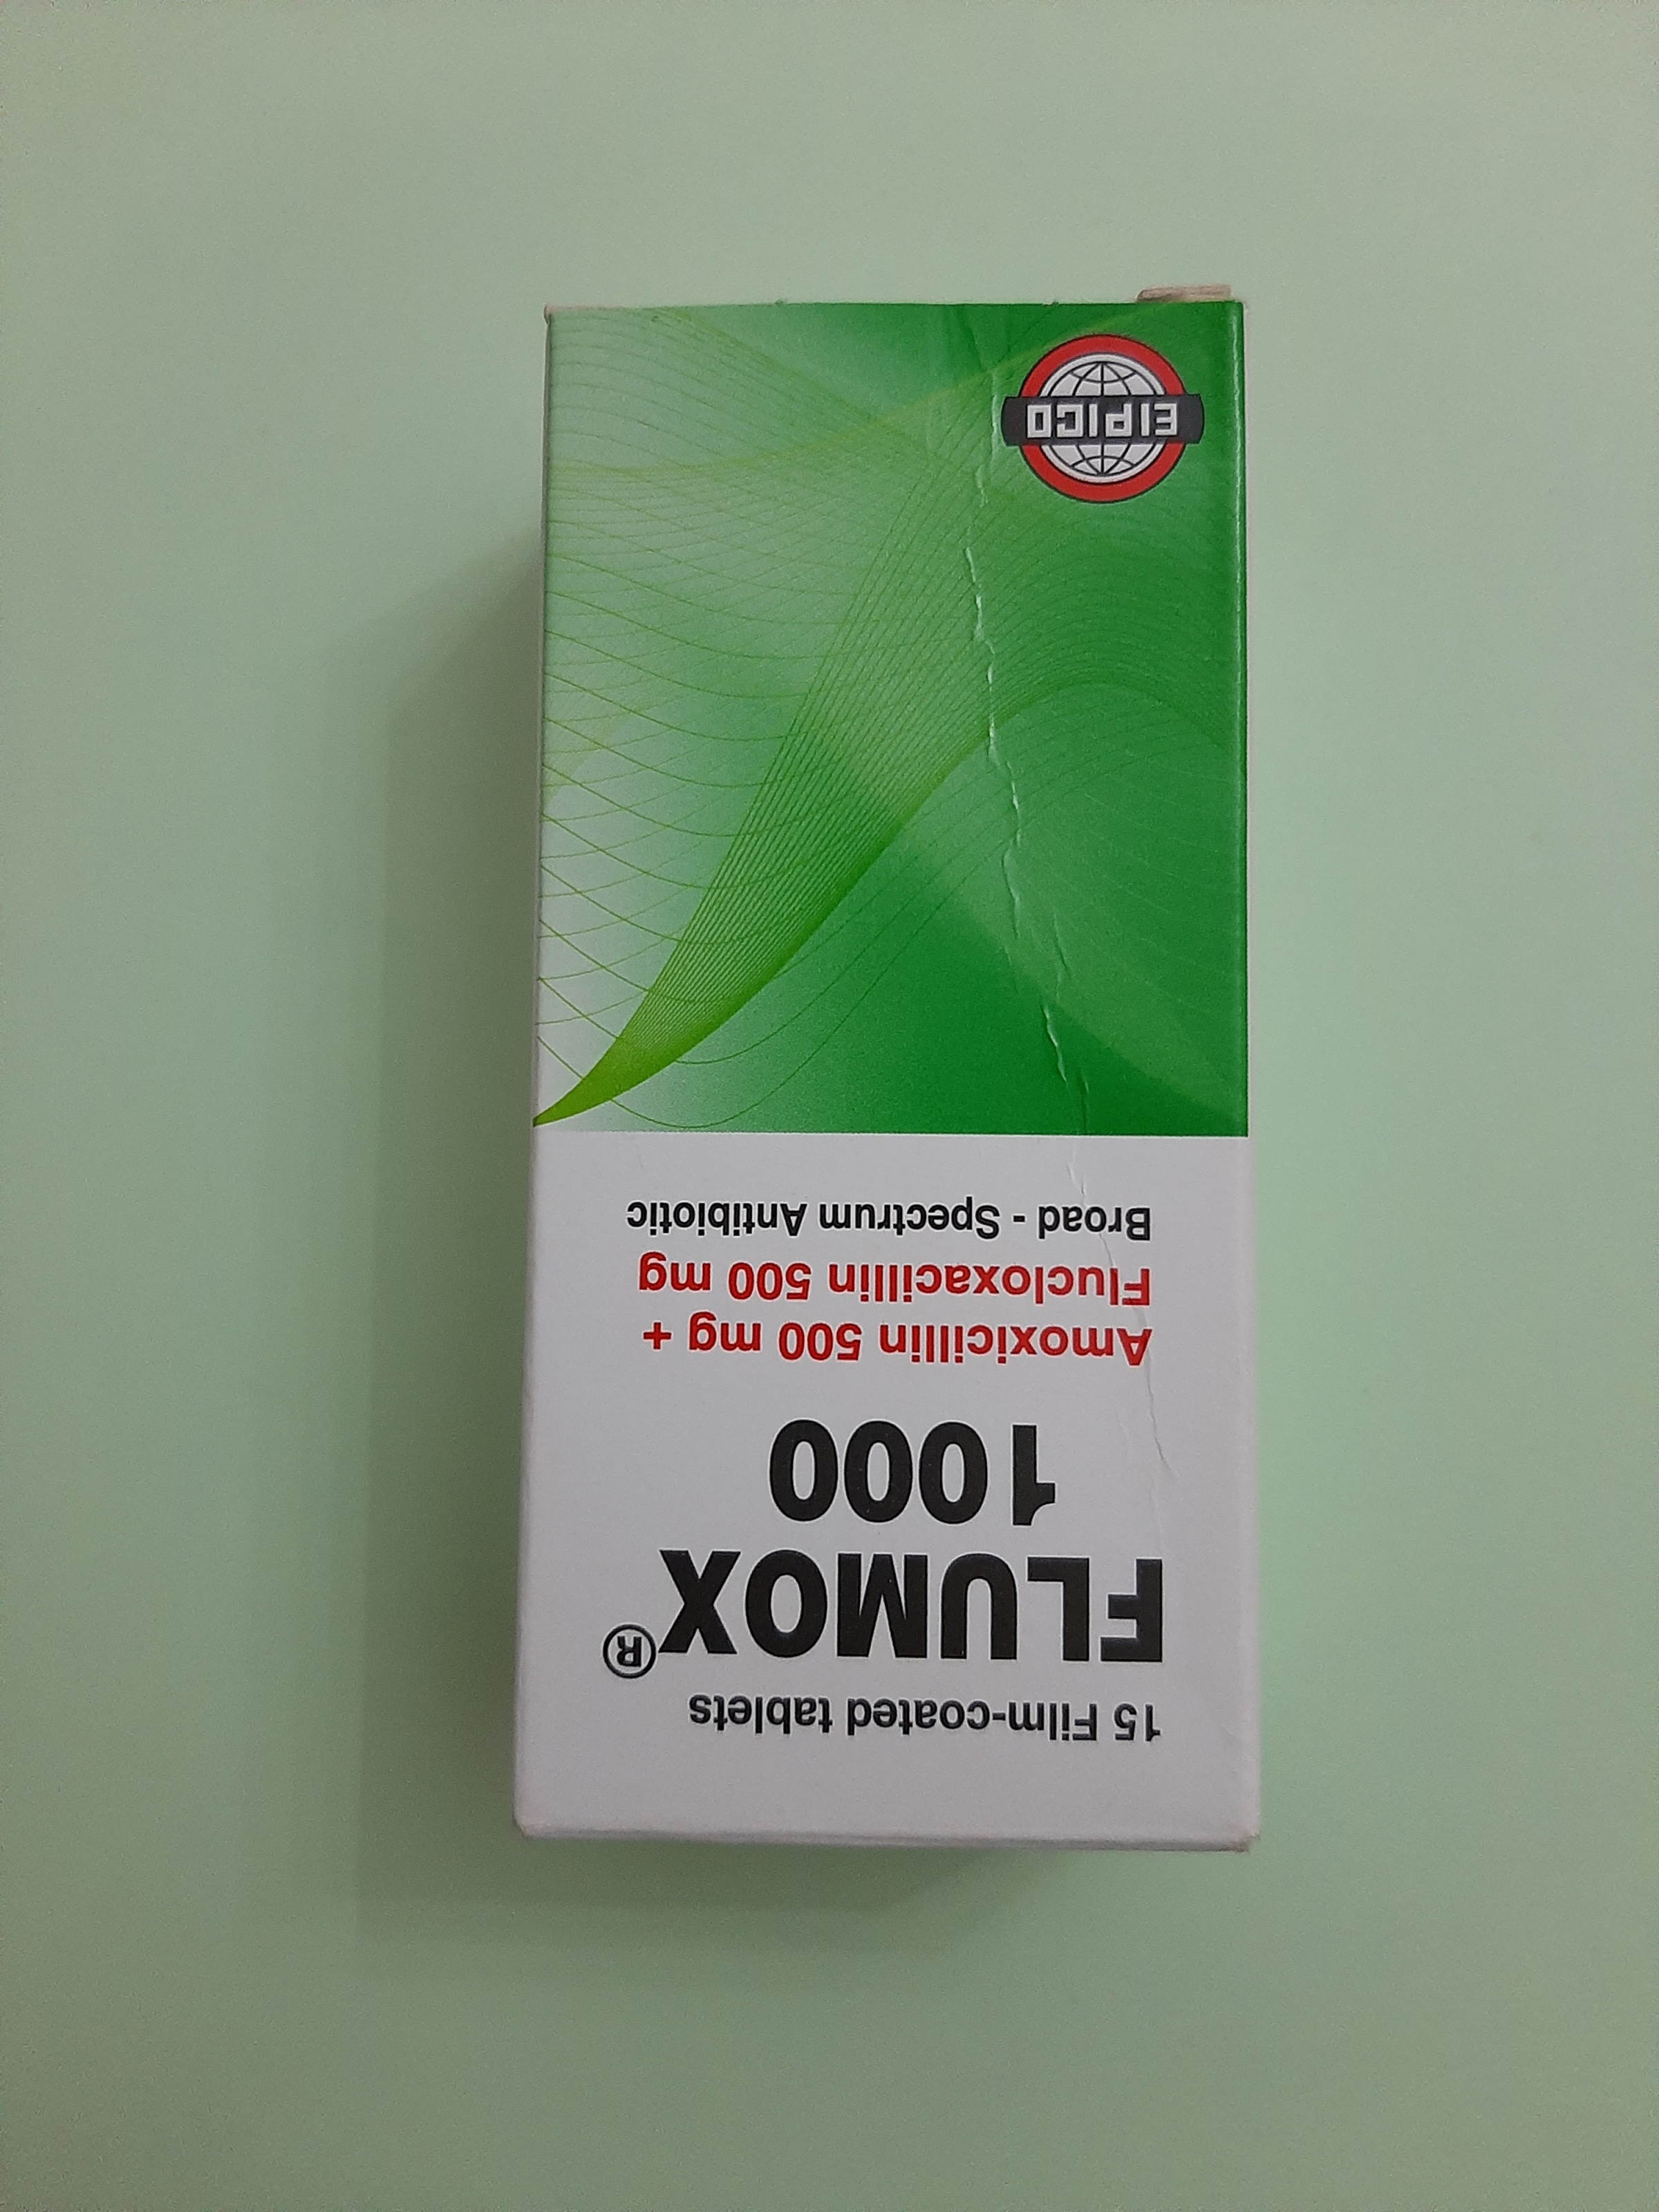 15 Film-coated tablets
FLUMOX®
1000
Amoxicillin 500 mg +
Flucloxacillin 500 mg
Broad - Spectrum Antibiotic
EIPICO